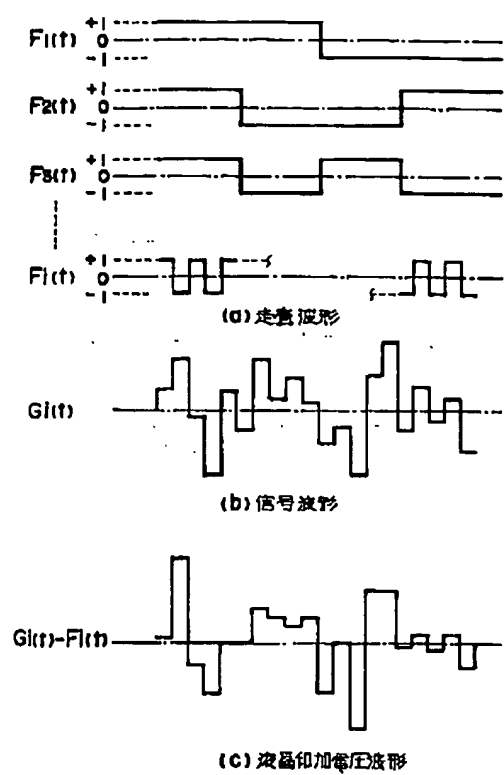 +1
F1(t) 0
-1
+1
F2(t) 0
-1
+1
F3(t) 0
-1
+1
Fi(t) 0
-1
(a) 走査波形
Gi(t)
(b) 信号波形
Gi(t)-Fi(t)
(c) 液晶印加電圧波形